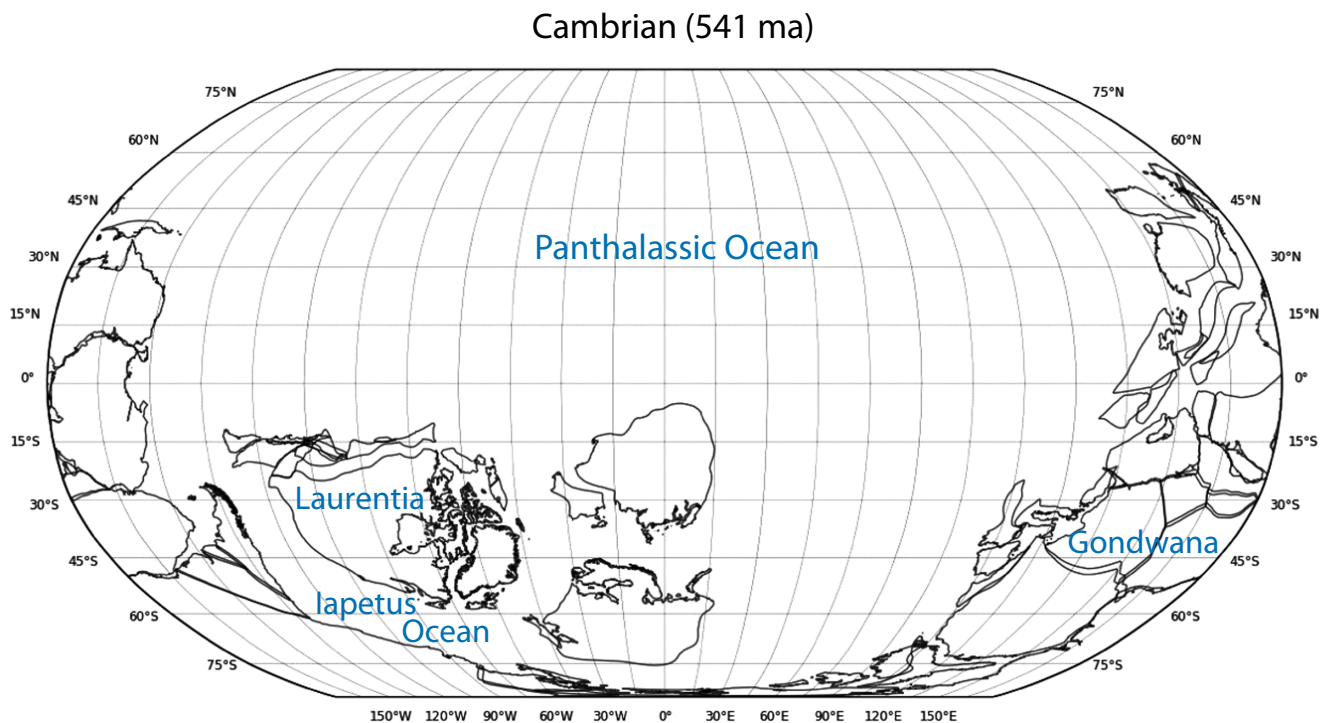 Cambrian (541 ma)
75°N 75°N
60°N 60°N
45°N 45°N
Panthalassic Ocean
30°N 30°N
15°N 15°N
0° 0°
15°S 15°S
Laurentia
30°S 30°S
Gondwana
45°S 45°S
Iapetus
Ocean
60°S 60°S
75°S 75°S
150°W 120°W 90°W 60°W 30°W 0° 30°E 60°E 90°E 120°E 150°E